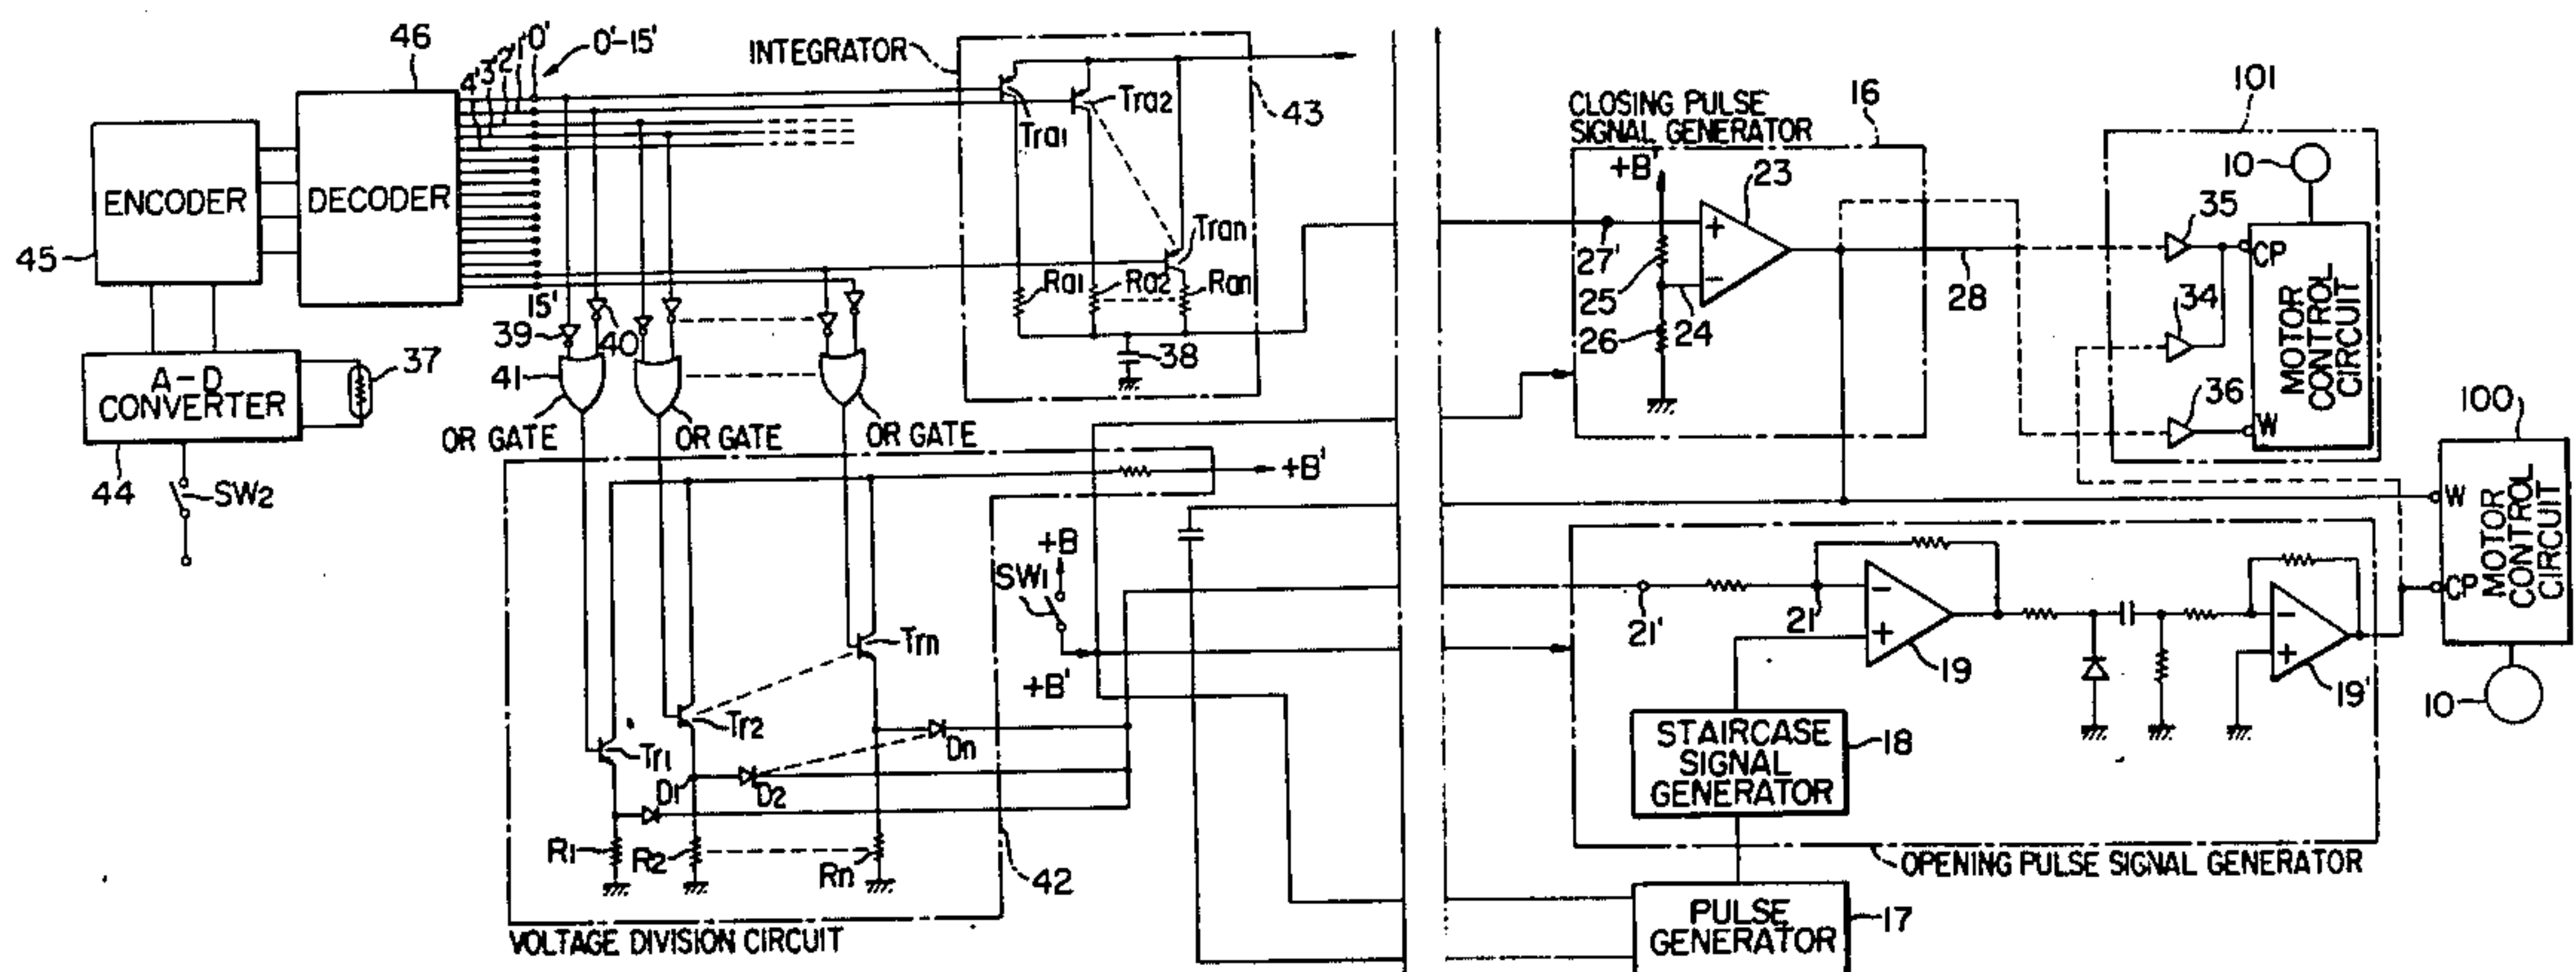 46
4' 3' 2' 1' 0'
0'-15'
INTEGRATOR
43
Tra1
Tra2
Tran
ENCODER
DECODER
45
15'
Ra1
Ra2
Ran
38
39
40
41
37
A-D
CONVERTER
44
SW2
OR GATE
OR GATE
OR GATE
+B'
+B
SW1
+B'
Trn
Tr2
Tr1
Dn
D1
D2
R1
R2
Rn
42
VOLTAGE DIVISION CIRCUIT
CLOSING PULSE
SIGNAL GENERATOR
16
+B'
23
27'
25
26
24
28
101
10
35
CP
34
36
W
MOTOR
CONTROL
CIRCUIT
100
W
CP
MOTOR
CONTROL
CIRCUIT
10
21'
21
19
19'
STAIRCASE
SIGNAL
GENERATOR
18
OPENING PULSE SIGNAL GENERATOR
PULSE
GENERATOR
17